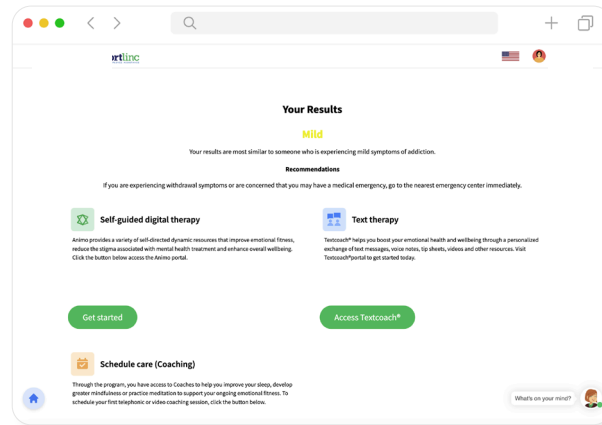 rtlinc
Your Results
Mild
Your results are most similar to someone who is experiencing mild symptoms of addiction.
Recommendations
If you are experiencing withdrawal symptoms or are concerned that you may have a medical emergency, go to the nearest emergency center immediately.
Self-guided digital therapy
Animo provides a variety of self-directed dynamic resources that improve emotional fitness,
reduce the stigma associated with mental health treatment and enhance overall wellbeing.
Click the button below access the Animo portal.
Get started
Text therapy
Textcoach® helps you boost your emotional health and wellbeing through a personalized
exchange of text messages, voice notes, tip sheets, videos and other resources. Visit
Textcoach®portal to get started today.
Access Textcoach®
Schedule care (Coaching)
Through the program, you have access to Coaches to help you improve your sleep, develop
greater mindfulness or practice meditation to support your ongoing emotional fitness. To
schedule your first telephonic or video coaching session, click the button below.
What's on your mind?